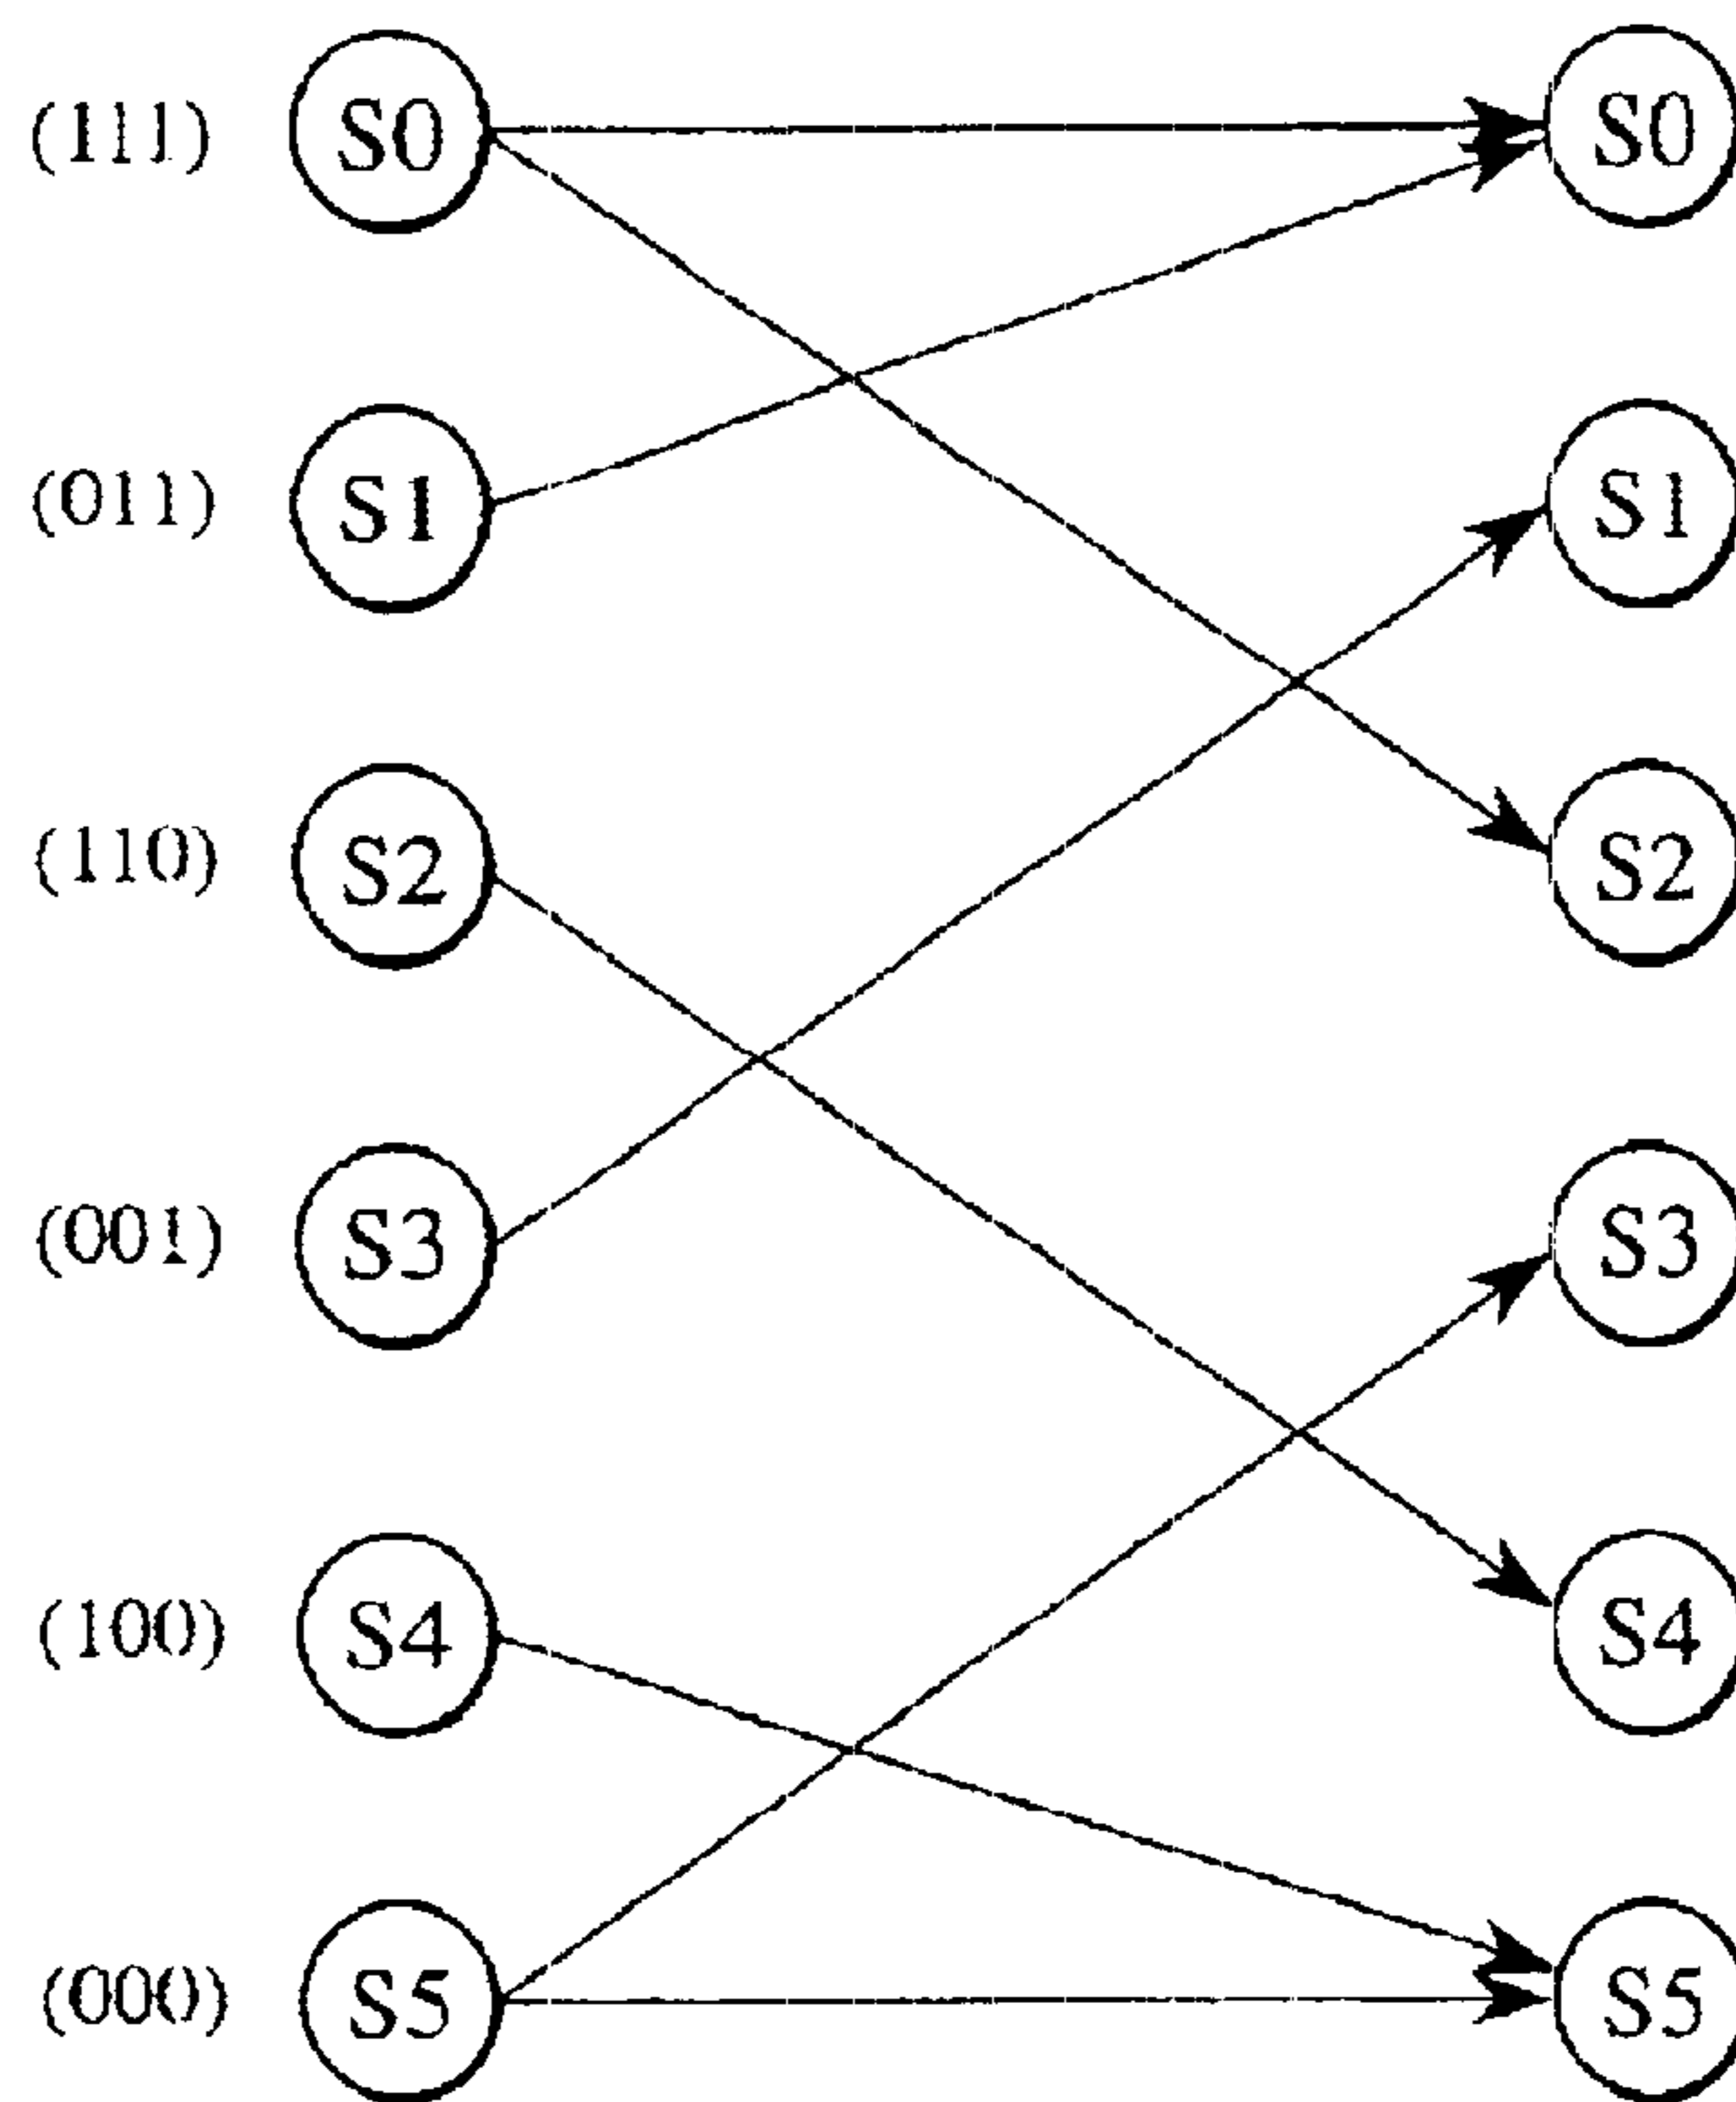 (111) S0 S0
(011) S1 S1
(110) S2 S2
(001) S3 S3
(100) S4 S4
(000) S5 S5